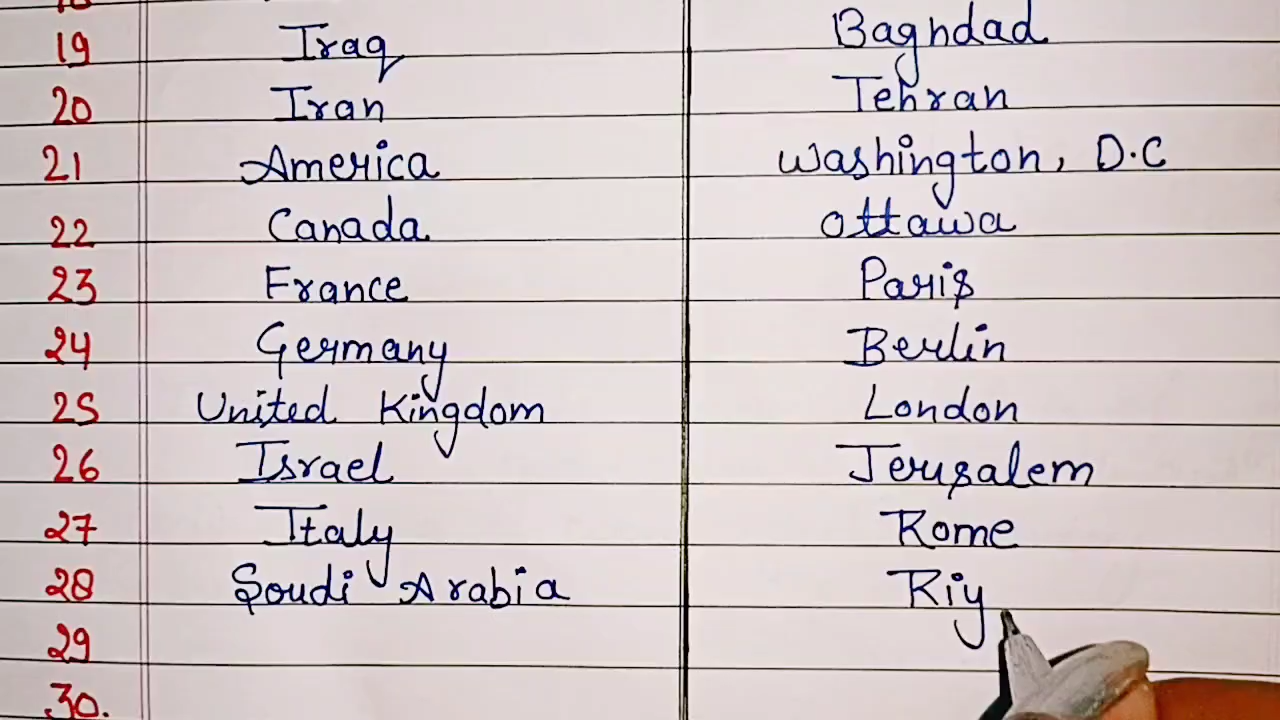 19 Iraq Baghdad
20 Iran Tehran
21 America Washington, D.C
22 Canada Ottawa
23 France Paris
24 Germany Berlin
25 United Kingdom London
26 Israel Jerusalem
27 Italy Rome
28 Soudi Arabia Riy
29
30.